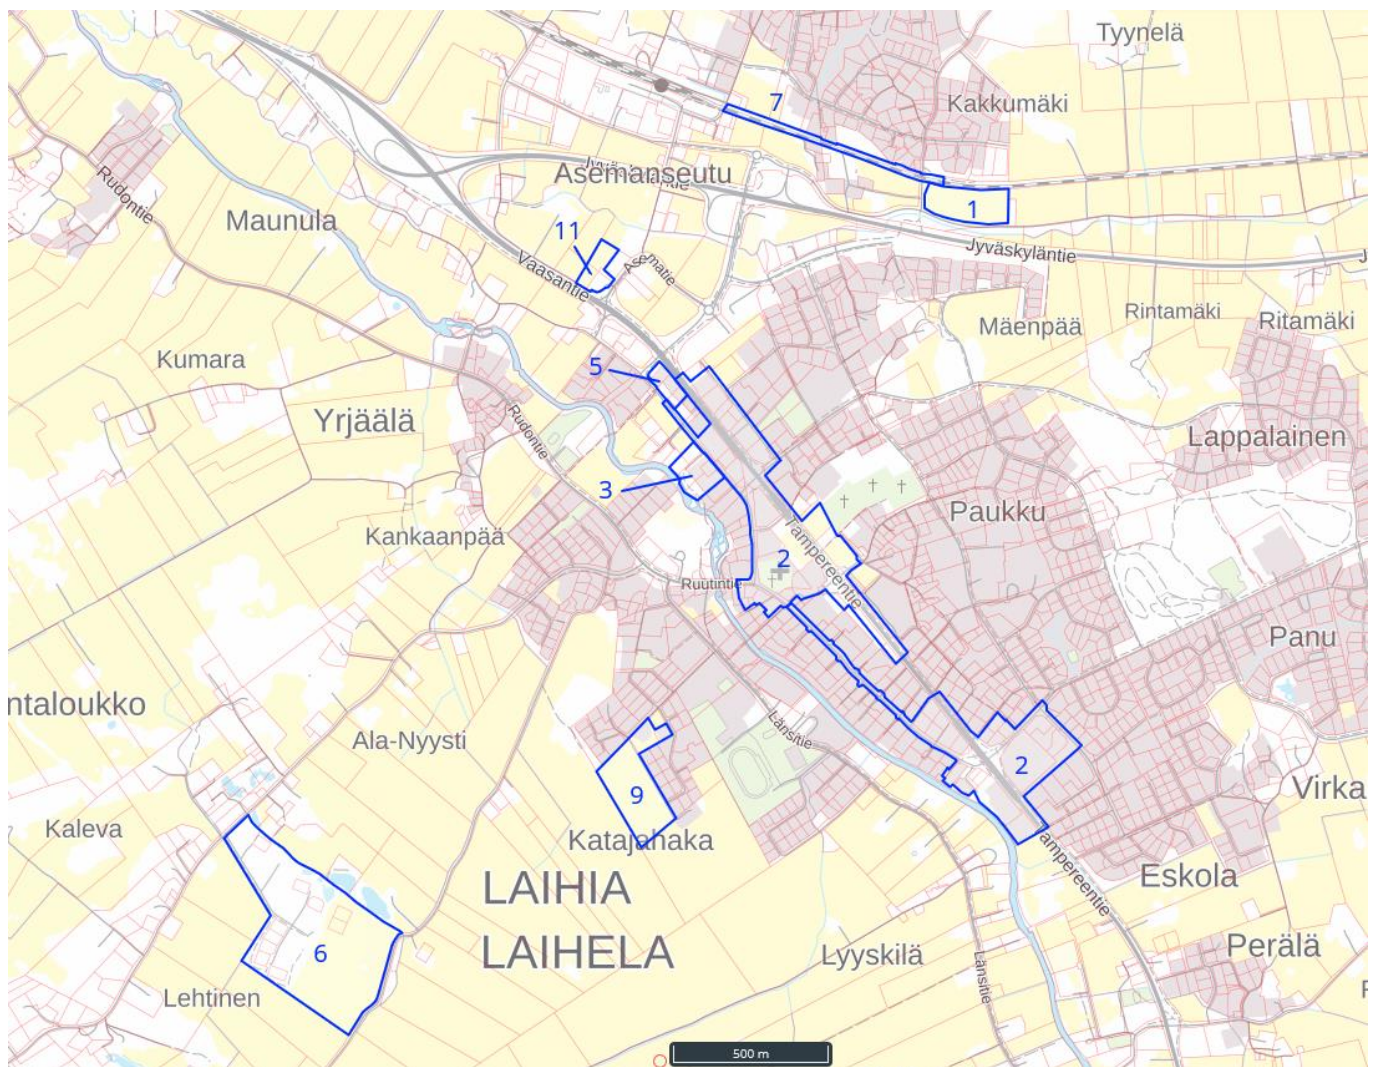 Tyynelä
7
Kakkumäki
Asemanseutu
Rudontie
1
Maunula
11
Jyväskyläntie
Vaasantie
Asematie
Rintamäki
Mäenpää
Ritamäki
Kumara
5
Yrjäälä
Rudontie
Lappalainen
3
Paukku
Kankaanpää
Tampereentie
2
Ruutintie
Panu
ntaloukko
Länsitie
Ala-Nyysti
2
Virka
9
Kaleva
Katajahaka
Tampereentie
LAIHIA
Eskola
LAIHELA
Perälä
6
Lyyskilä
Länsitie
Lehtinen
500 m